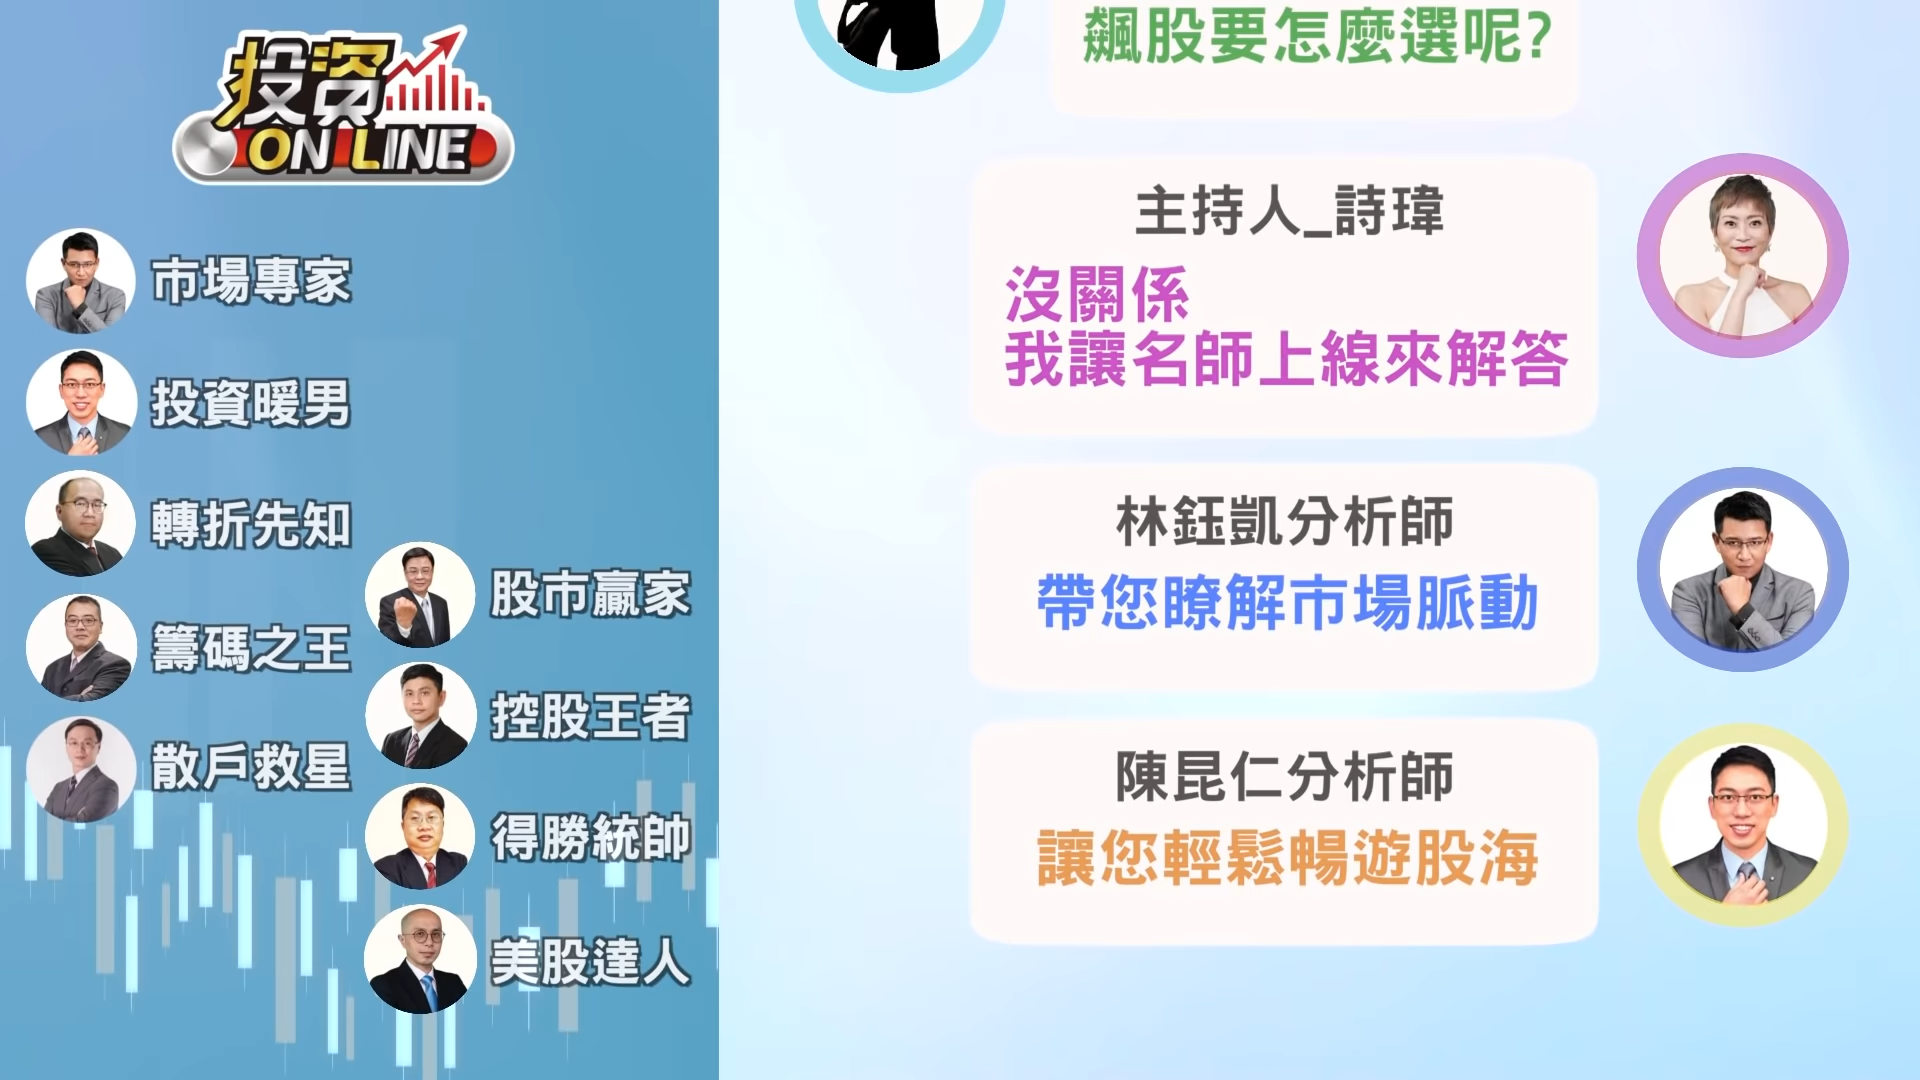 投資
ON LINE
市場專家
投資暖男
轉折先知
籌碼之王
散戶救星
股市贏家
控股王者
得勝統帥
美股達人
飆股要怎麼選呢?
主持人_詩瑋
沒關係
我讓名師上線來解答
林鈺凱分析師
帶您瞭解市場脈動
陳昆仁分析師
讓您輕鬆暢遊股海